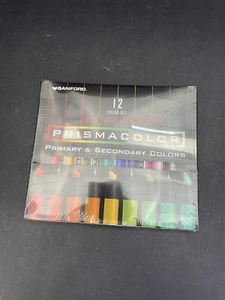 SANFORD
12
COLOR SET
PRISMACOLOR
PRIMARY & SECONDARY COLORS